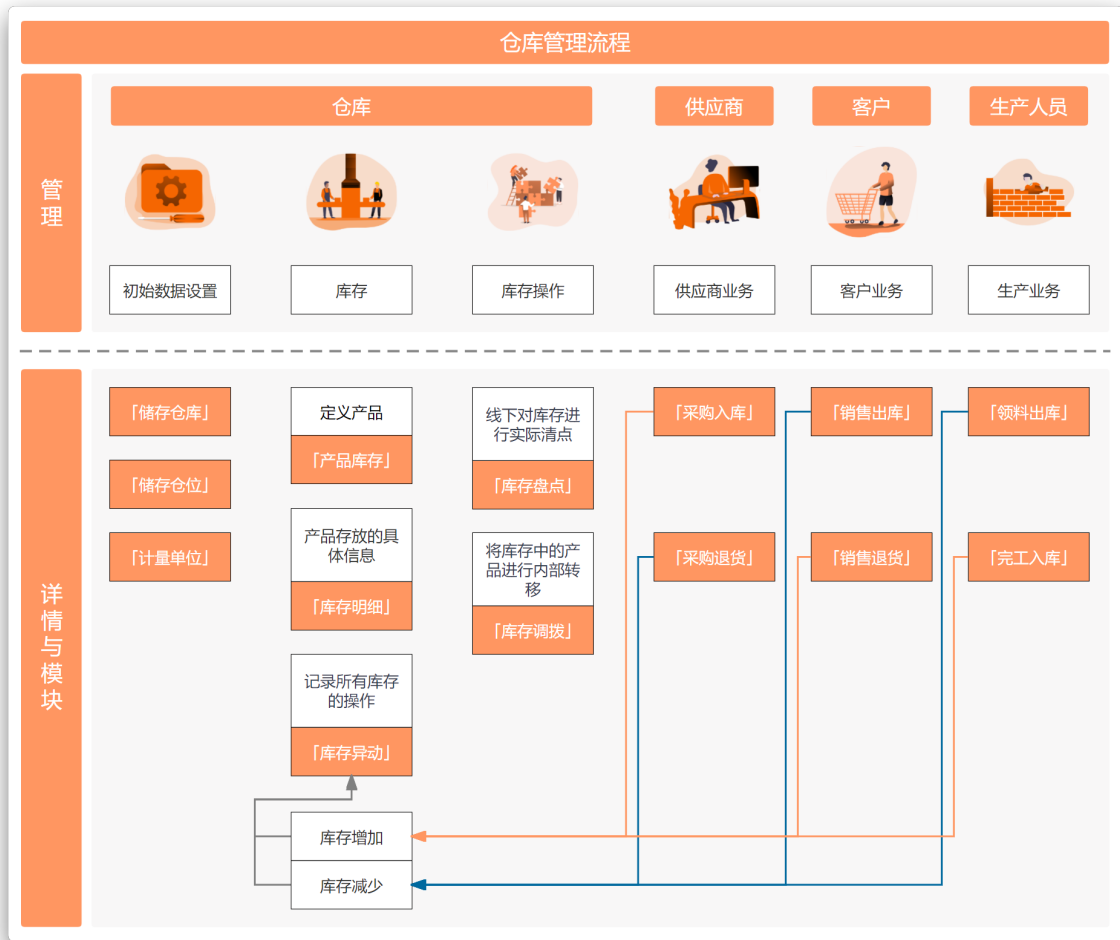 仓库管理流程
管
理
仓库
供应商
客户
生产人员
初始数据设置
库存
库存操作
供应商业务
客户业务
生产业务
详
情
与
模
块
「储存仓库」
「储存仓位」
「计量单位」
定义产品
「产品库存」
产品存放的具
体信息
「库存明细」
记录所有库存
的操作
「库存异动」
库存增加
库存减少
线下对库存进
行实际清点
「库存盘点」
将库存中的产
品进行内部转
移
「库存调拨」
「采购入库」
「采购退货」
「销售出库」
「销售退货」
「领料出库」
「完工入库」